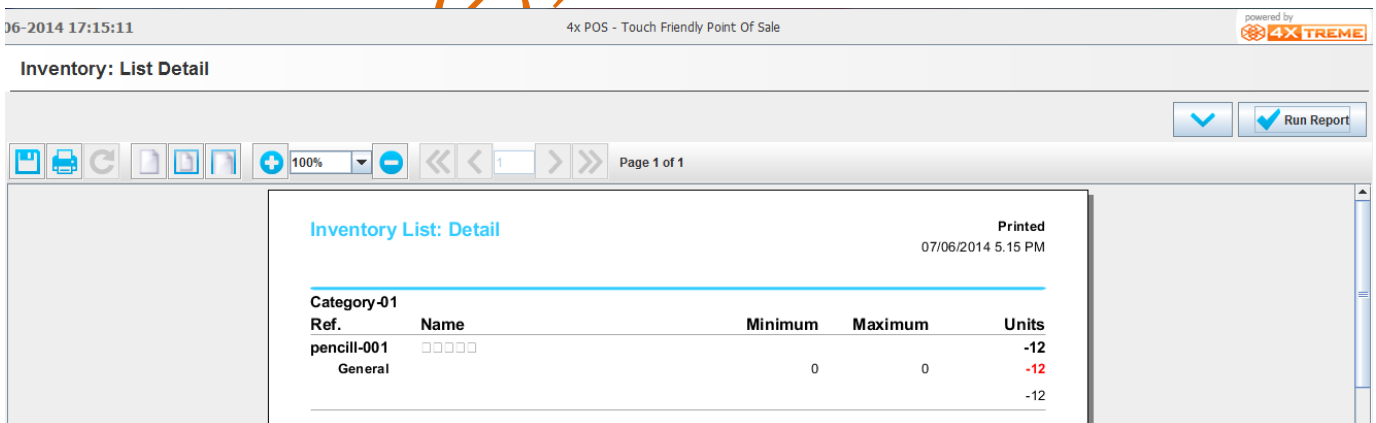 06-2014 17:15:11
4x POS - Touch Friendly Point Of Sale
powered by
4X TREME
Inventory: List Detail
Run Report
100%
1
Page 1 of 1
Inventory List: Detail
Printed
07/06/2014 5.15 PM
Category-01
Ref. Name Minimum Maximum Units
pencill-001 □□□□□ -12
General 0 0 -12
-12